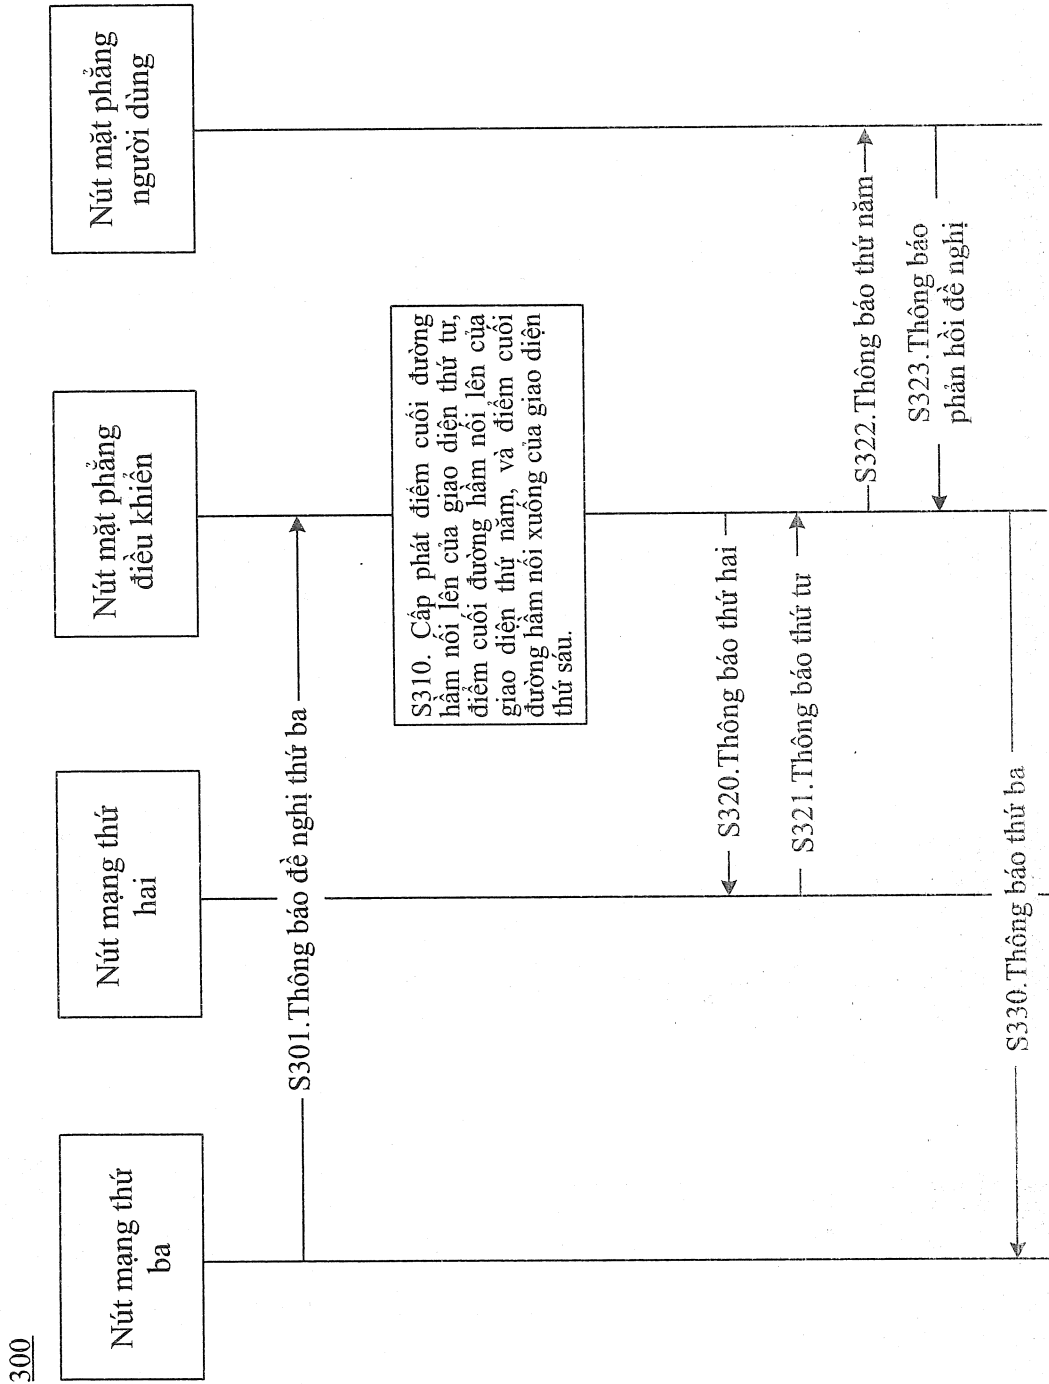 300
Nút mạng thứ
ba
Nút mạng thứ
hai
Nút mặt phẳng
điều khiển
Nút mặt phẳng
người dùng
S301.Thông báo đề nghị thứ ba
S310. Cấp phát điểm cuối đường
hầm nối lên của giao diện thứ tư,
điểm cuối đường hầm nối lên của
giao diện thứ năm, và điểm cuối
đường hầm nối xuống của giao diện
thứ sáu.
S320.Thông báo thứ hai
S321.Thông báo thứ tư
S322.Thông báo thứ năm
S323.Thông báo
phản hồi đề nghị
S330.Thông báo thứ ba